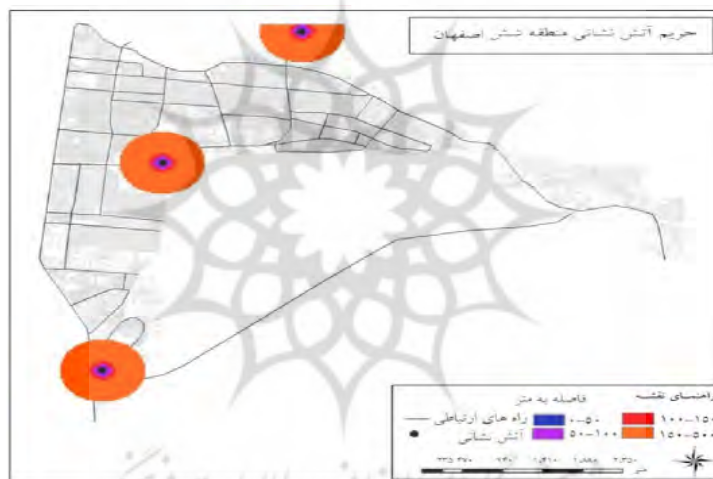 حریم آتش نشانی منطقه شش اصفهان
راهنمای نقشه فاصله به متر
راه های ارتباطی ۰-۵۰ ۱۰۰-۱۵۰
آتش نشانی ۵۰-۱۰۰ ۱۵۰-۵۰۰
متر